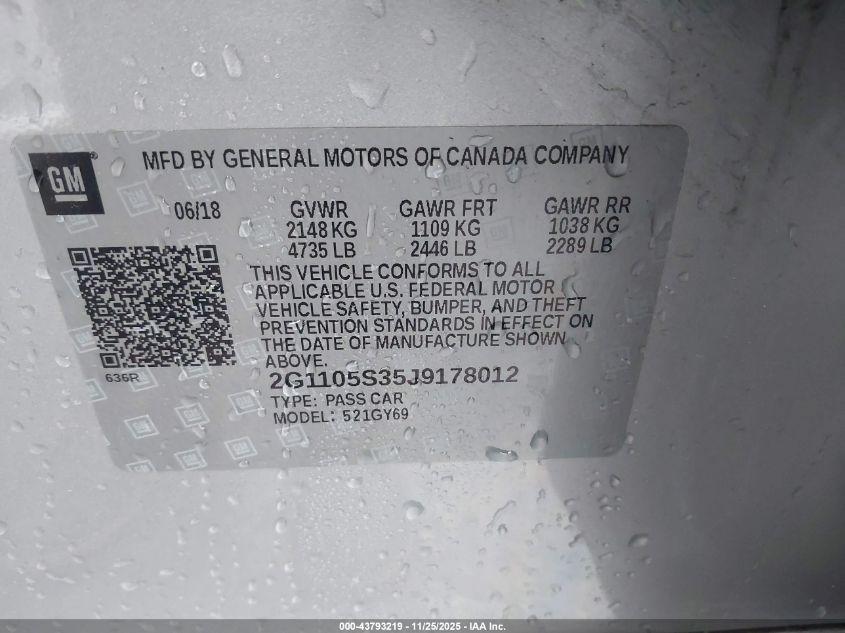 GM ®
MFD BY GENERAL MOTORS OF CANADA COMPANY
06/18 GVWR GAWR FRT GAWR RR
2148 KG 1109 KG 1038 KG
4735 LB 2446 LB 2289 LB
THIS VEHICLE CONFORMS TO ALL
APPLICABLE U.S. FEDERAL MOTOR
VEHICLE SAFETY, BUMPER, AND THEFT
PREVENTION STANDARDS IN EFFECT ON
THE DATE OF MANUFACTURE SHOWN
ABOVE.
636R
2G1105S35J9178012
TYPE: PASS CAR
MODEL: 521GY69
000-43793219 - 11/25/2025 - IAA Inc.